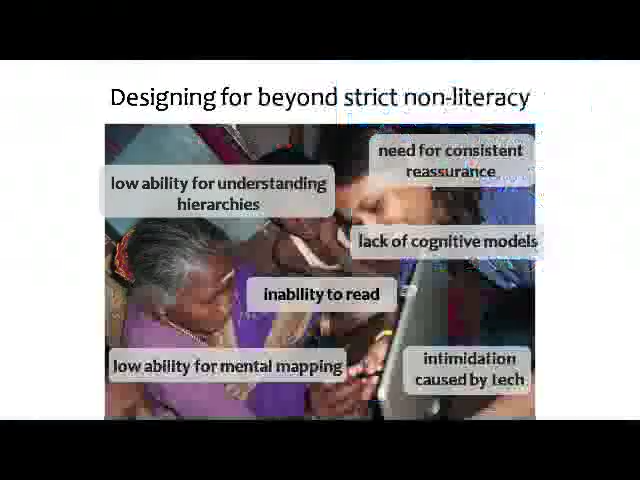 Designing for beyond strict non-literacy
need for consistent
reassurance
low ability for understanding
hierarchies
lack of cognitive models
inability to read
low ability for mental mapping
intimidation
caused by tech